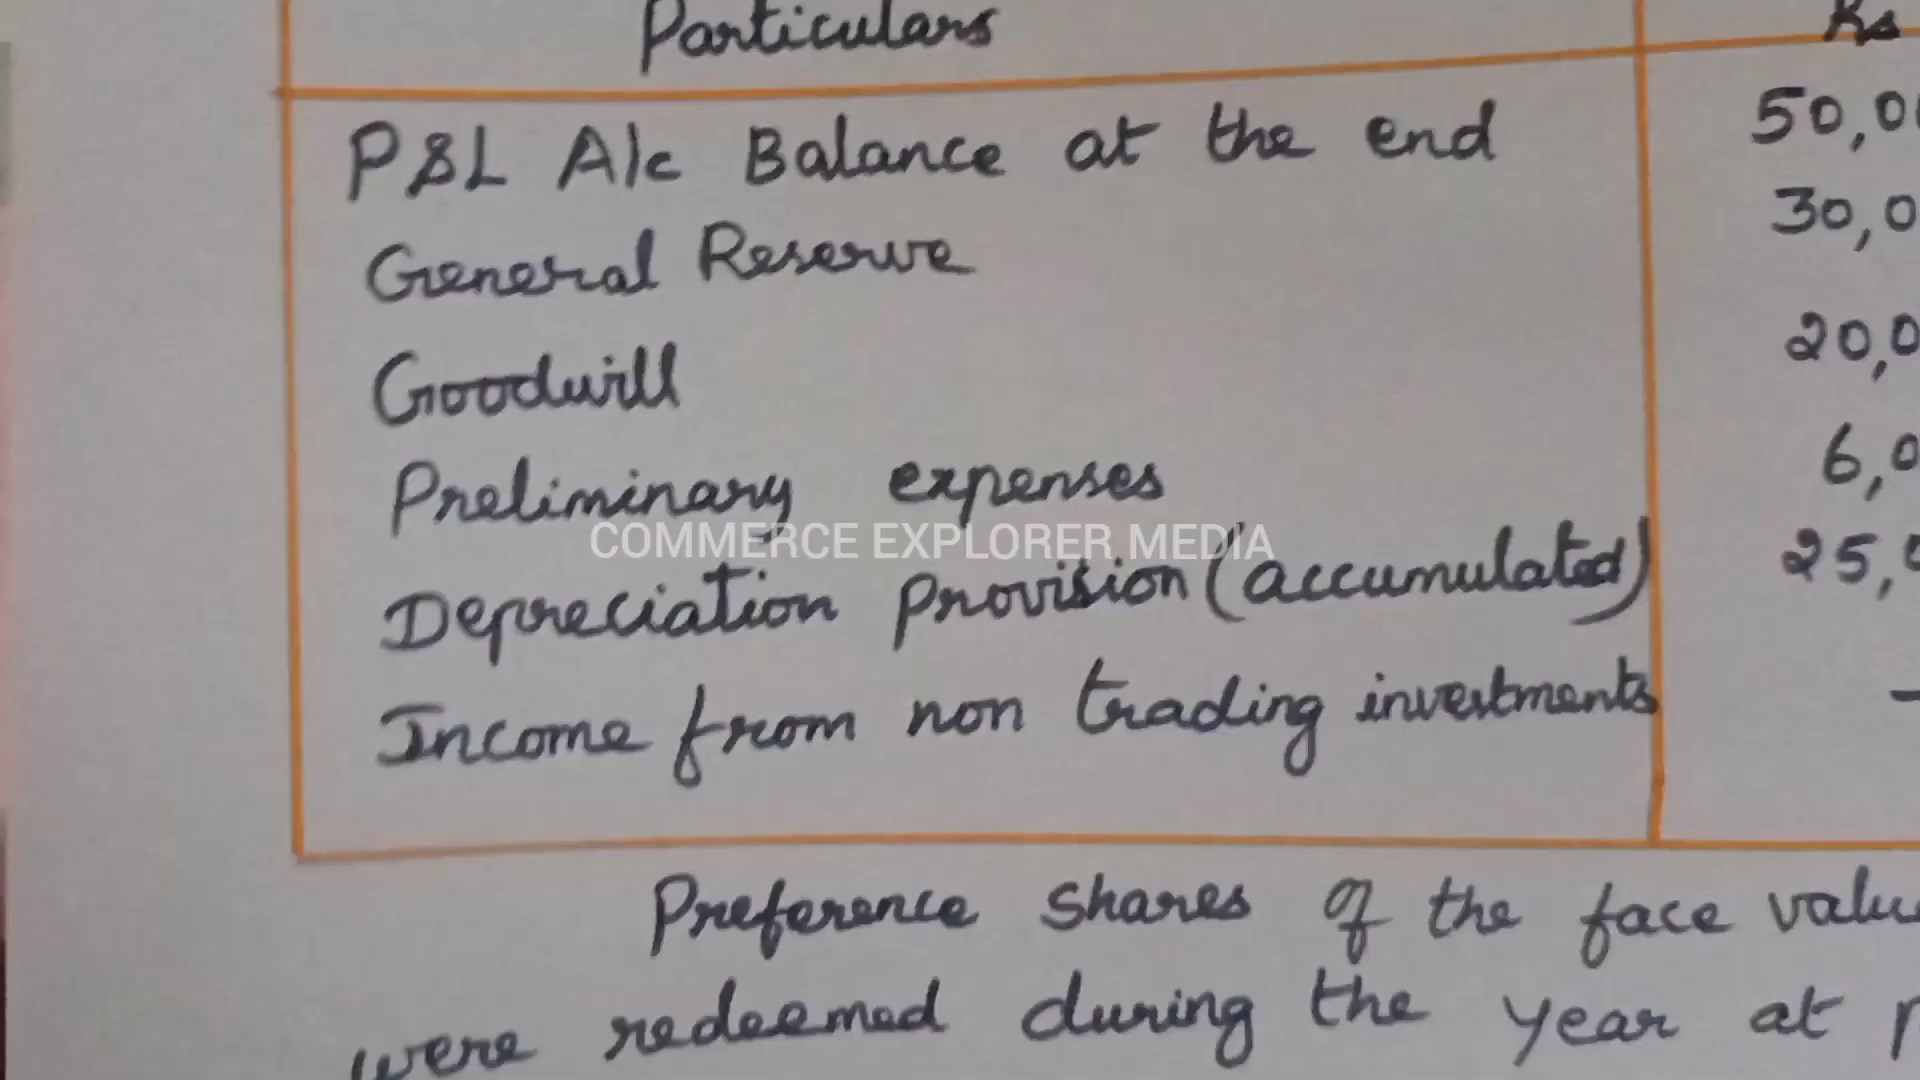 Particulars Rs
P&L A/c Balance at the end 50,0
General Reserve 30,0
Goodwill 20,0
Preliminary expenses 6,0
COMMERCE EXPLORER MEDIA
Depreciation provision (accumulated) 25,0
Income from non trading investments -
Preference shares of the face value
were redeemed during the year at